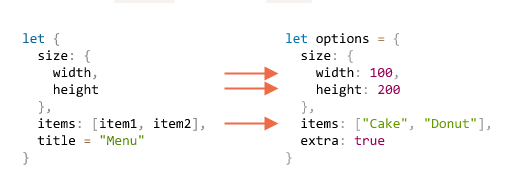 let {
  size: {
    width,
    height
  },
  items: [item1, item2],
  title = "Menu"
}
let options = {
  size: {
    width: 100,
    height: 200
  },
  items: ["Cake", "Donut"],
  extra: true
}